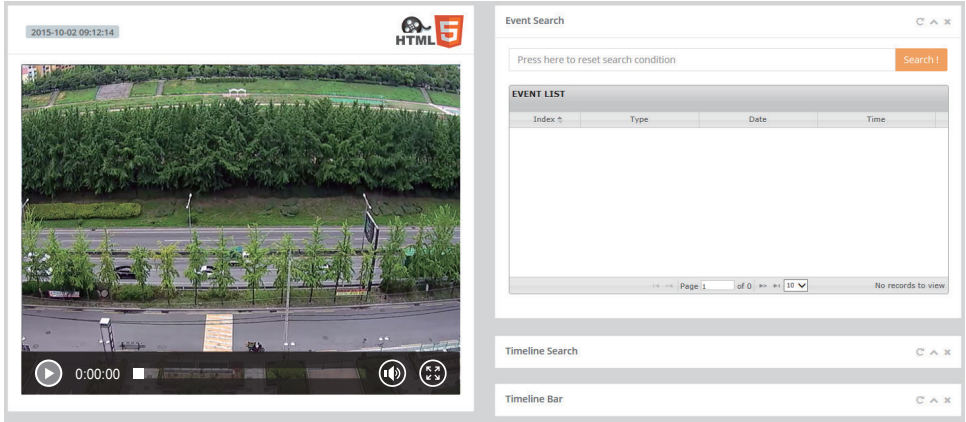 2015-10-02 09:12:14
HTML
5
0:00:00
Event Search
Press here to reset search condition
Search !
EVENT LIST
Index Type Date Time
Page 1 of 0 10 No records to view
Timeline Search
Timeline Bar